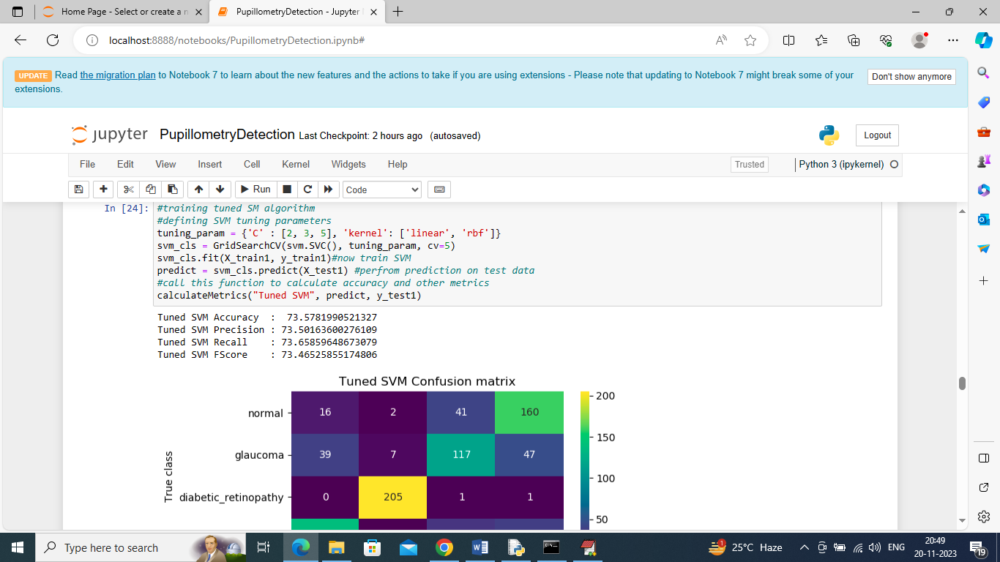 Home Page - Select or create a n
PupillometryDetection - Jupyter
localhost:8888/notebooks/PupillometryDetection.ipynb#
UPDATE Read the migration plan to Notebook 7 to learn about the new features and the actions to take if you are using extensions - Please note that updating to Notebook 7 might break some of your
extensions.
Don't show anymore
jupyter PupillometryDetection Last Checkpoint: 2 hours ago (autosaved)
Logout
File Edit View Insert Cell Kernel Widgets Help
Trusted
Python 3 (ipykernel)
Run
Code
In [24]: #training tuned SM algorithm
#defining SVM tuning parameters
tuning_param = {'C' : [2, 3, 5], 'kernel': ['linear', 'rbf']}
svm_cls = GridSearchCV(svm.SVC(), tuning_param, cv=5)
svm_cls.fit(X_train1, y_train1)#now train SVM
predict = svm_cls.predict(X_test1) #perfrom prediction on test data
#call this function to calculate accuracy and other metrics
calculateMetrics("Tuned SVM", predict, y_test1)
Tuned SVM Accuracy  :  73.5781990521327
Tuned SVM Precision : 73.50163600276109
Tuned SVM Recall    : 73.65859648673079
Tuned SVM FScore    : 73.46525855174806
Tuned SVM Confusion matrix
normal 16 2 41 160
glaucoma 39 7 117 47
diabetic_retinopathy 0 205 1 1
True class
200
150
100
50
Type here to search
1
25°C Haze
ENG
20:49
20-11-2023
19